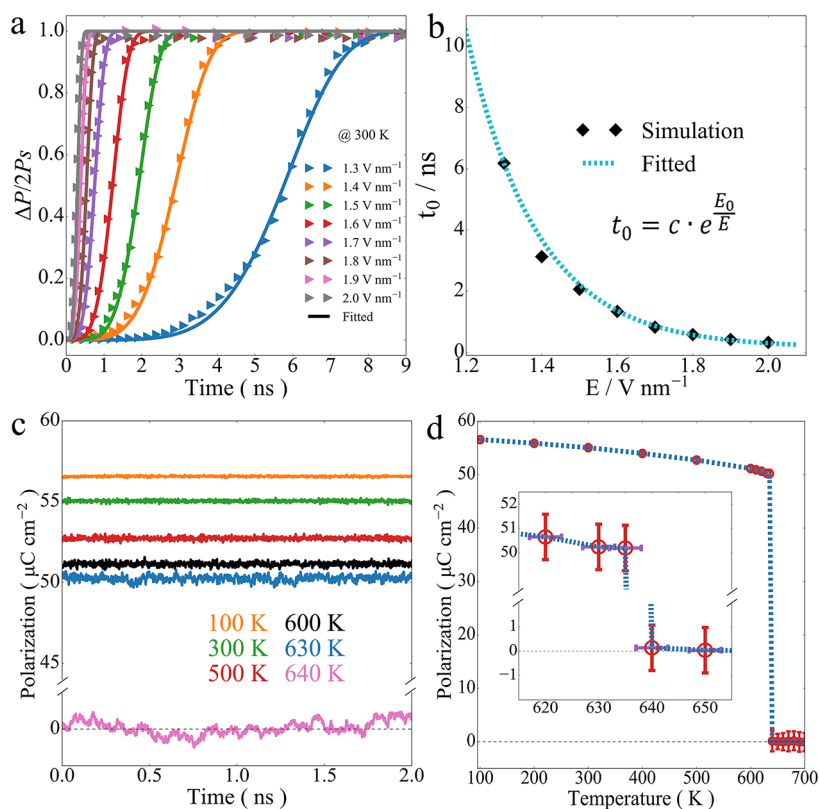 a
ΔP/2Ps
1.0
0.8
0.6
0.4
0.2
0.0
@ 300 K
1.3 V nm⁻¹
1.4 V nm⁻¹
1.5 V nm⁻¹
1.6 V nm⁻¹
1.7 V nm⁻¹
1.8 V nm⁻¹
1.9 V nm⁻¹
2.0 V nm⁻¹
Fitted
0 1 2 3 4 5 6 7 8 9
Time ( ns )
b
t₀ / ns
10
8
6
4
2
0
Simulation
Fitted
t₀ = c · e^(E₀/E)
1.2 1.4 1.6 1.8 2.0
E / V nm⁻¹
c
Polarization ( μC cm⁻² )
60
55
50
45
0
100 K 600 K
300 K 630 K
500 K 640 K
0.0 0.5 1.0 1.5 2.0
Time ( ns )
d
Polarization ( μC cm⁻² )
60
50
40
30
20
10
0
52
51
50
1
0
−1
620 630 640 650
100 200 300 400 500 600 700
Temperature ( K )